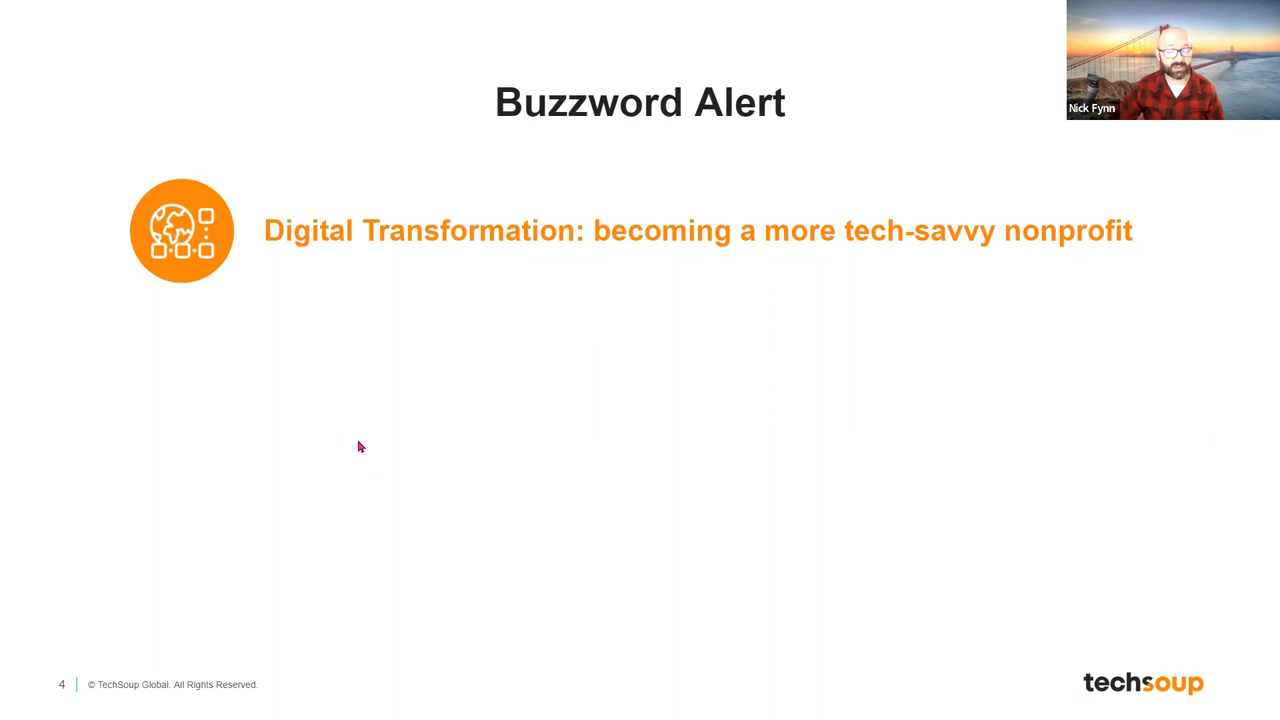 Buzzword Alert
Nick Fynn
Digital Transformation: becoming a more tech-savvy nonprofit
4
© TechSoup Global. All Rights Reserved.
techsoup